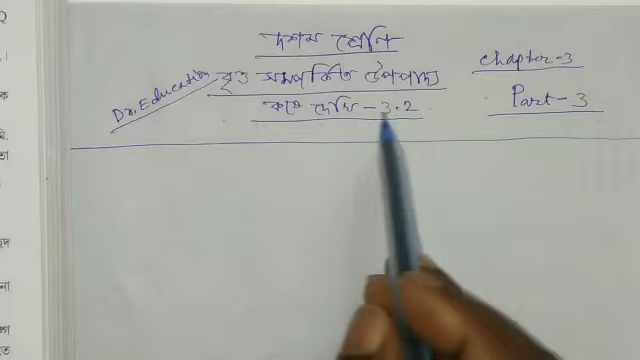 দশম শ্রেণি
Dr. Education
বৃত্ত সম্পর্কিত উপপাদ্য
কষে দেখি - 3.2
Chapter-3
Part-3